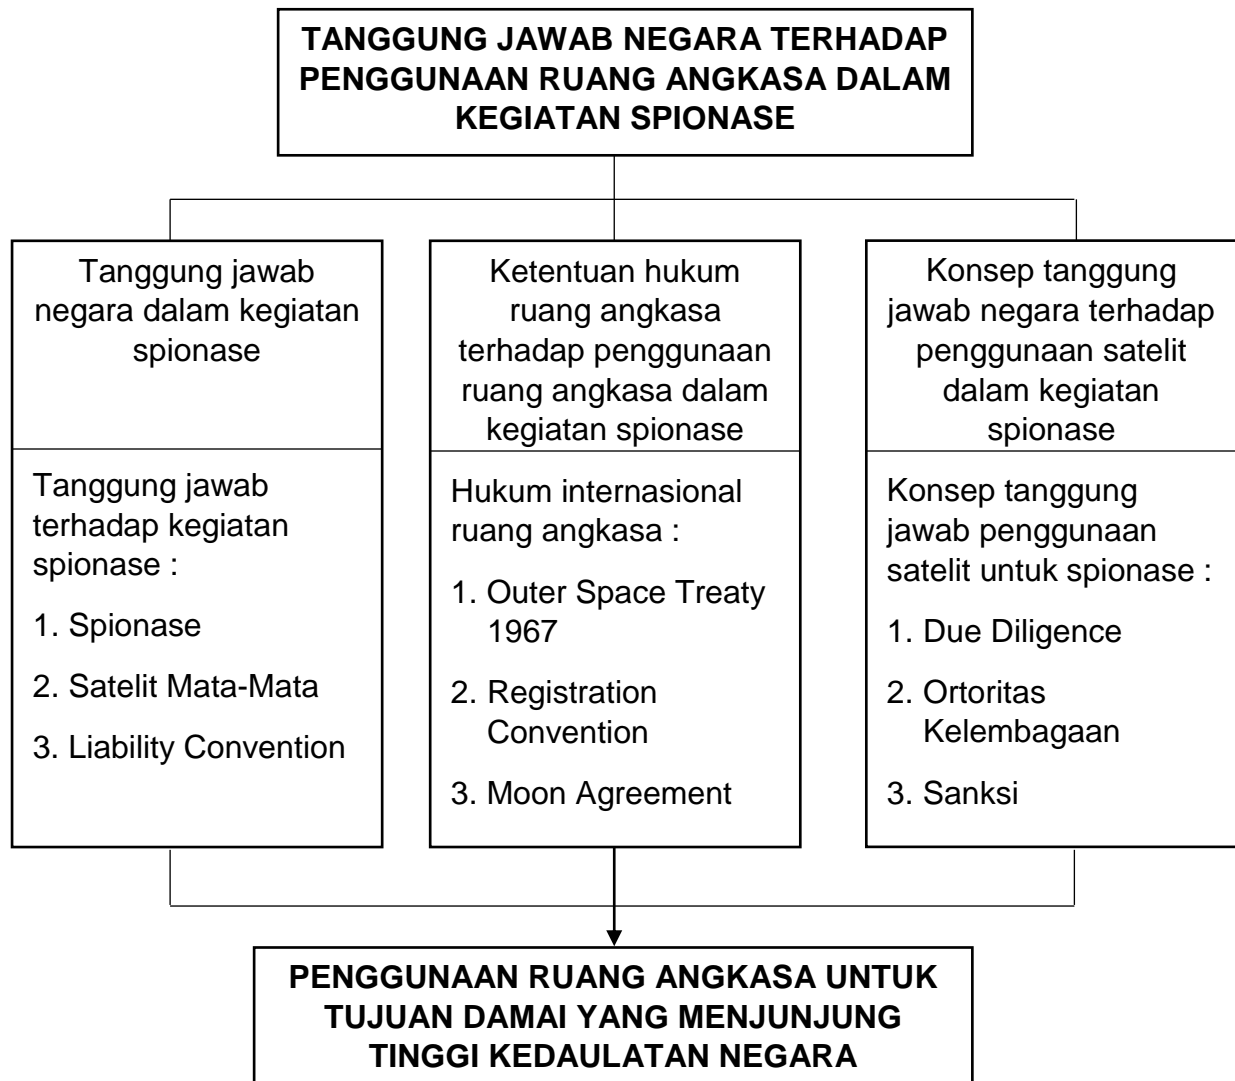 TANGGUNG JAWAB NEGARA TERHADAP
PENGGUNAAN RUANG ANGKASA DALAM
KEGIATAN SPIONASE
Tanggung jawab
negara dalam kegiatan
spionase
Tanggung jawab
terhadap kegiatan
spionase :
1. Spionase
2. Satelit Mata-Mata
3. Liability Convention
Ketentuan hukum
ruang angkasa
terhadap penggunaan
ruang angkasa dalam
kegiatan spionase
Hukum internasional
ruang angkasa :
1. Outer Space Treaty
1967
2. Registration
Convention
3. Moon Agreement
Konsep tanggung
jawab negara terhadap
penggunaan satelit
dalam kegiatan
spionase
Konsep tanggung
jawab penggunaan
satelit untuk spionase :
1. Due Diligence
2. Ortoritas
Kelembagaan
3. Sanksi
PENGGUNAAN RUANG ANGKASA UNTUK
TUJUAN DAMAI YANG MENJUNJUNG
TINGGI KEDAULATAN NEGARA